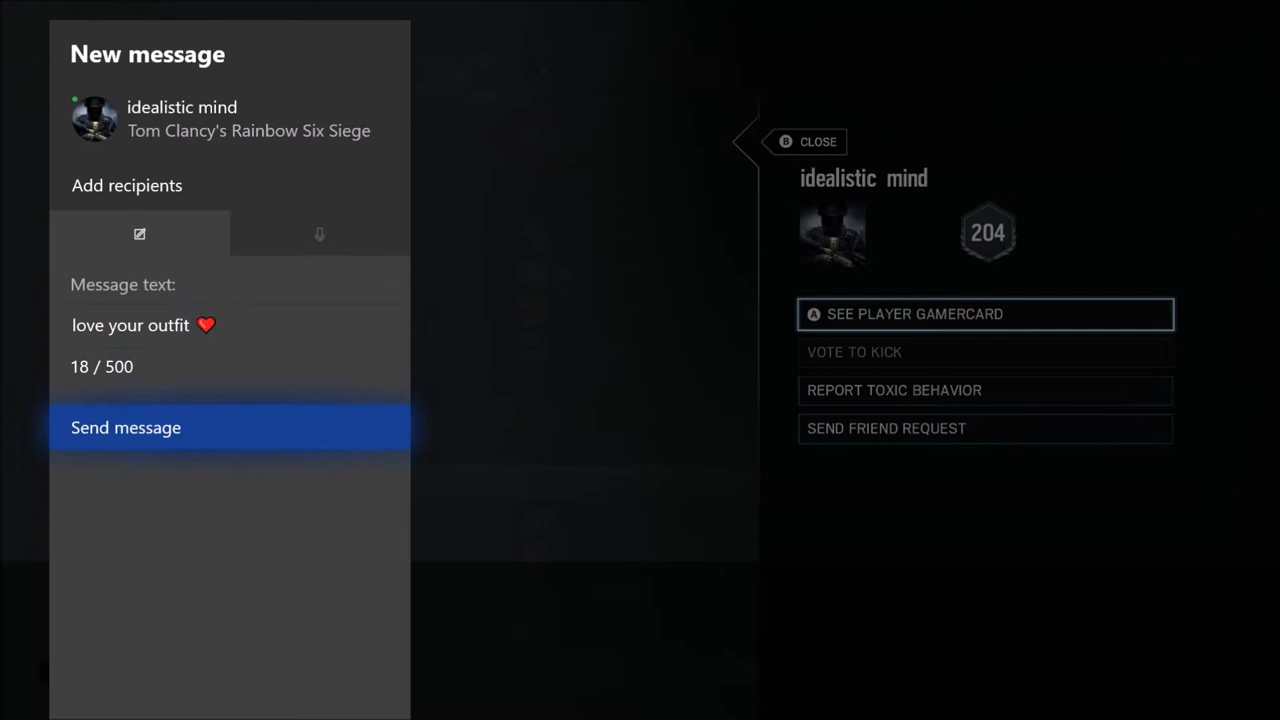 New message
idealistic mind
Tom Clancy's Rainbow Six Siege
Add recipients
Message text:
love your outfit ❤️
18 / 500
Send message
B CLOSE
idealistic mind
204
A SEE PLAYER GAMERCARD
VOTE TO KICK
REPORT TOXIC BEHAVIOR
SEND FRIEND REQUEST